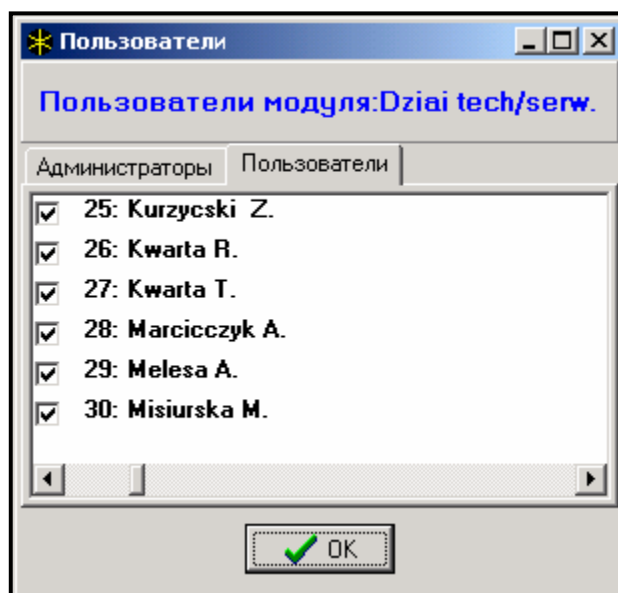 Пользователи
Пользователи модуля:Dziai tech/serw.
Администраторы Пользователи
25: Kurzycski Z.
26: Kwarta R.
27: Kwarta T.
28: Marcicczyk A.
29: Melesa A.
30: Misiurska M.
OK